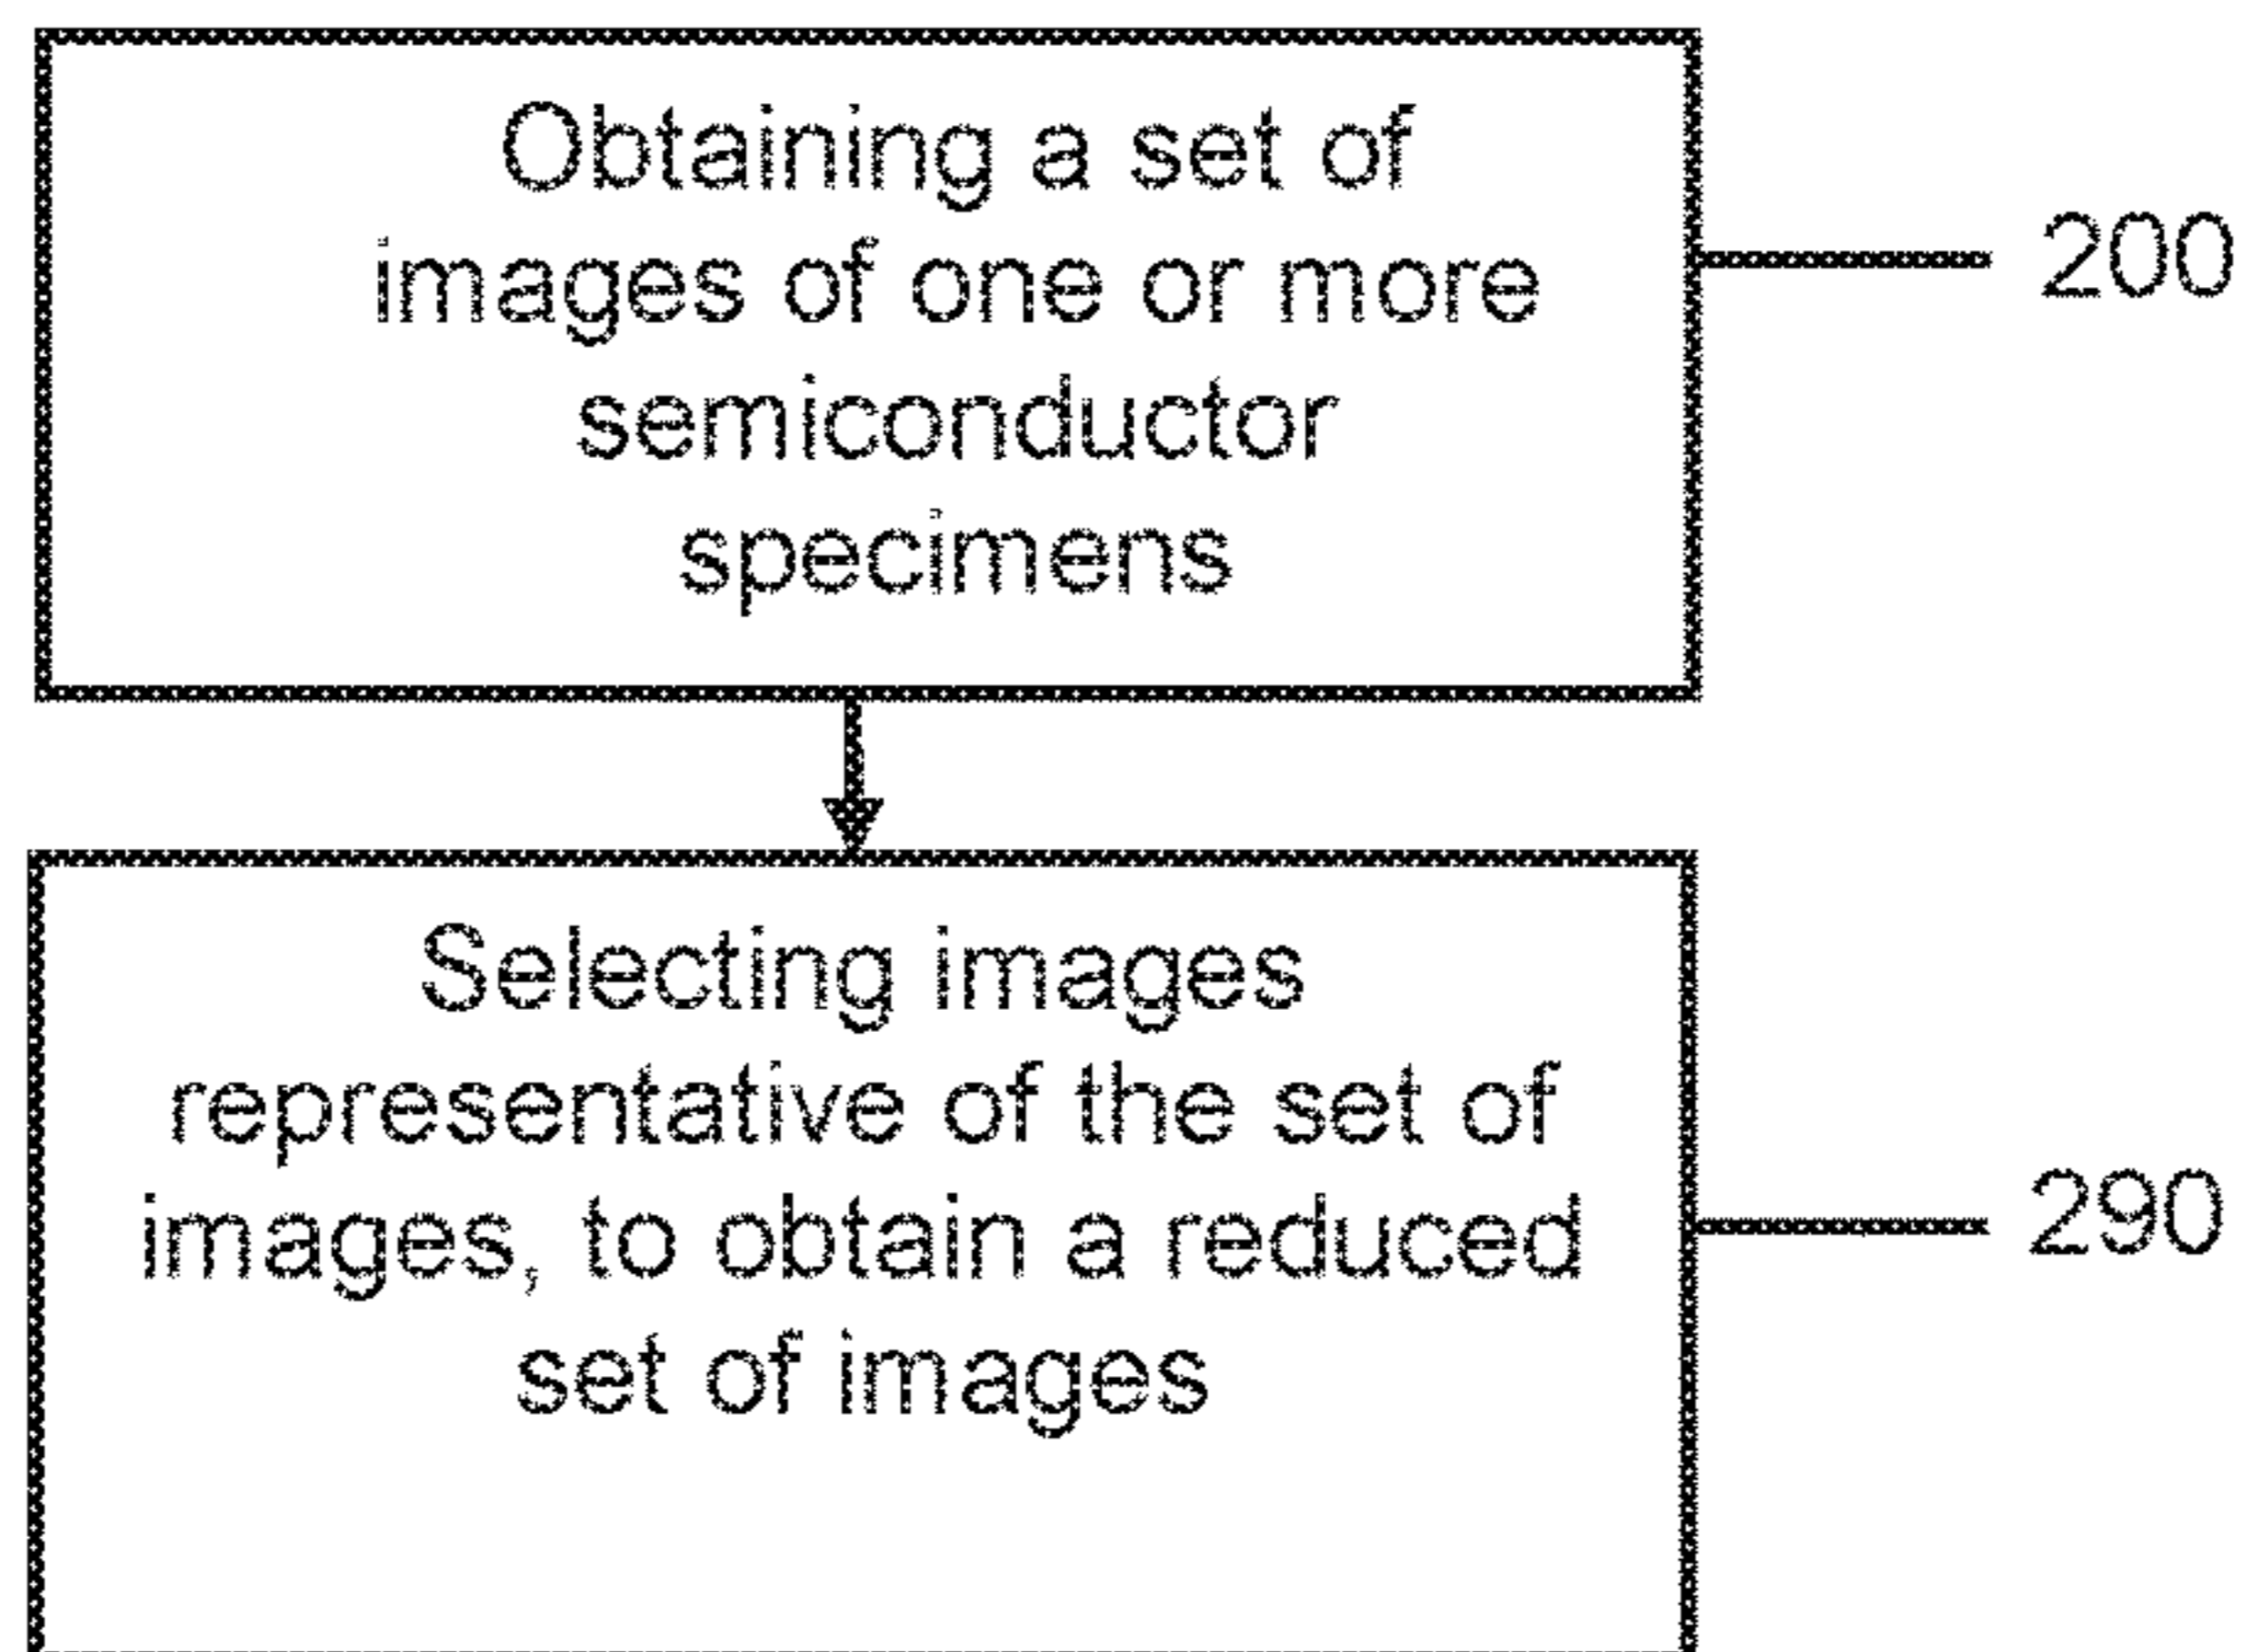 Obtaining a set of
images of one or more
semiconductor
specimens
200
Selecting images
representative of the set of
images, to obtain a reduced
set of images
290